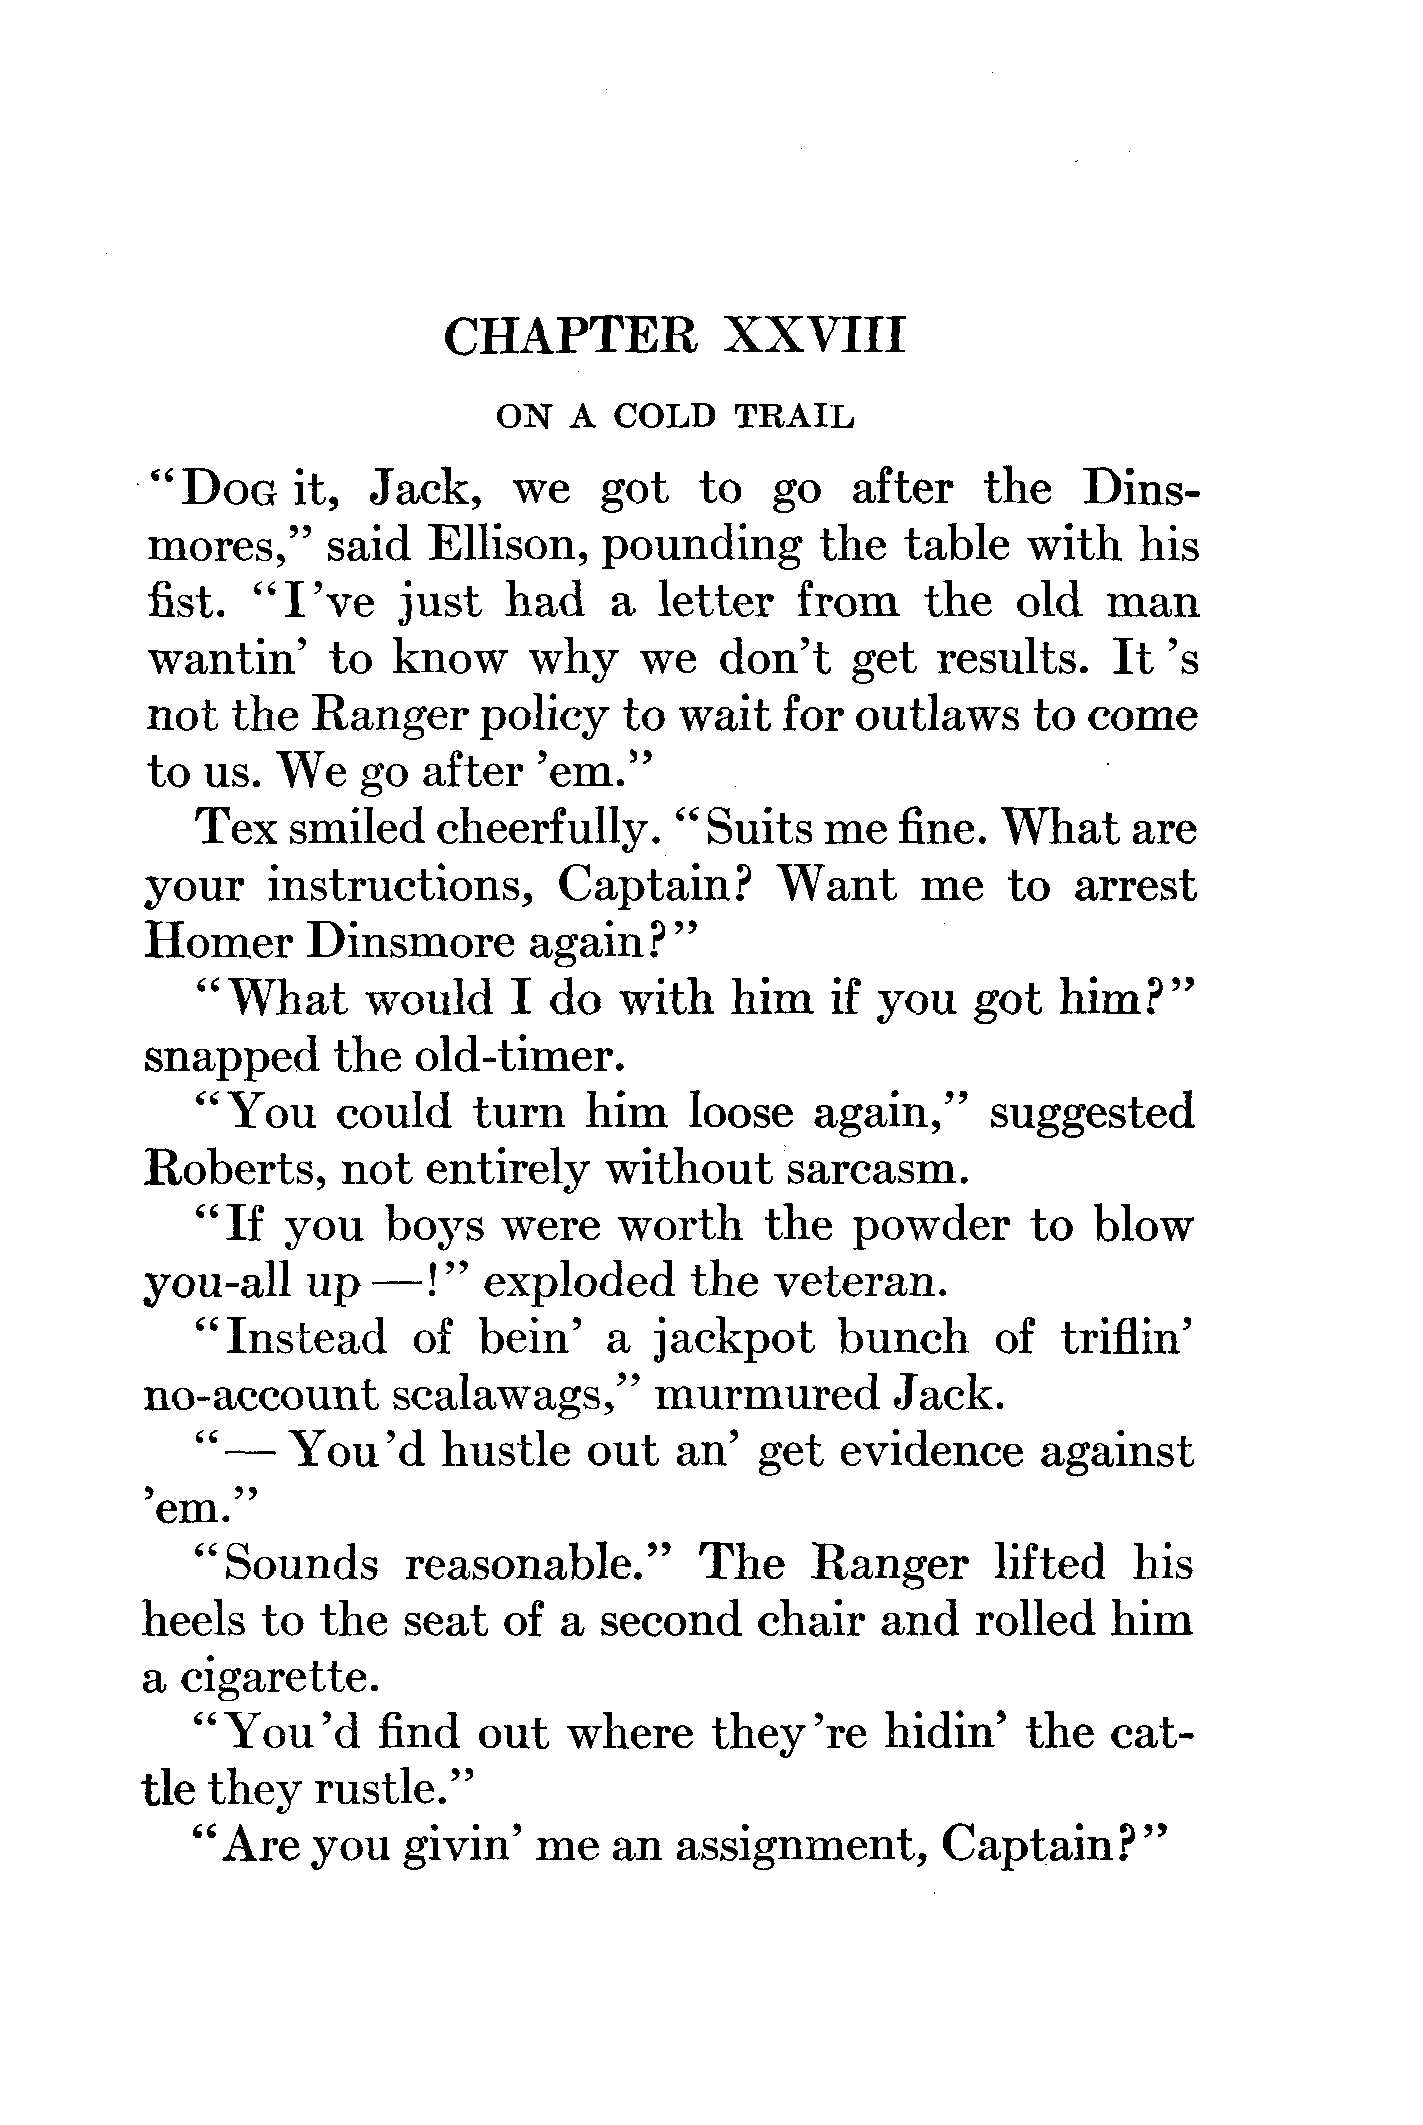 CHAPTER XXVIII
ON A COLD TRAIL
“DOG it, Jack, we got to go after the Dins-
mores,” said Ellison, pounding the table with his
fist. “I’ve just had a letter from the old man
wantin’ to know why we don’t get results. It ’s
not the Ranger policy to wait for outlaws to come
to us. We go after ’em.”
Tex smiled cheerfully. “Suits me fine. What are
your instructions, Captain? Want me to arrest
Homer Dinsmore again?”
“What would I do with him if you got him?”
snapped the old-timer.
“You could turn him loose again,” suggested
Roberts, not entirely without sarcasm.
“If you boys were worth the powder to blow
you-all up —!” exploded the veteran.
“Instead of bein’ a jackpot bunch of triflin’
no-account scalawags,” murmured Jack.
“— You’d hustle out an’ get evidence against
’em.”
“Sounds reasonable.” The Ranger lifted his
heels to the seat of a second chair and rolled him
a cigarette.
“You’d find out where they’re hidin’ the cat-
tle they rustle.”
“Are you givin’ me an assignment, Captain?”